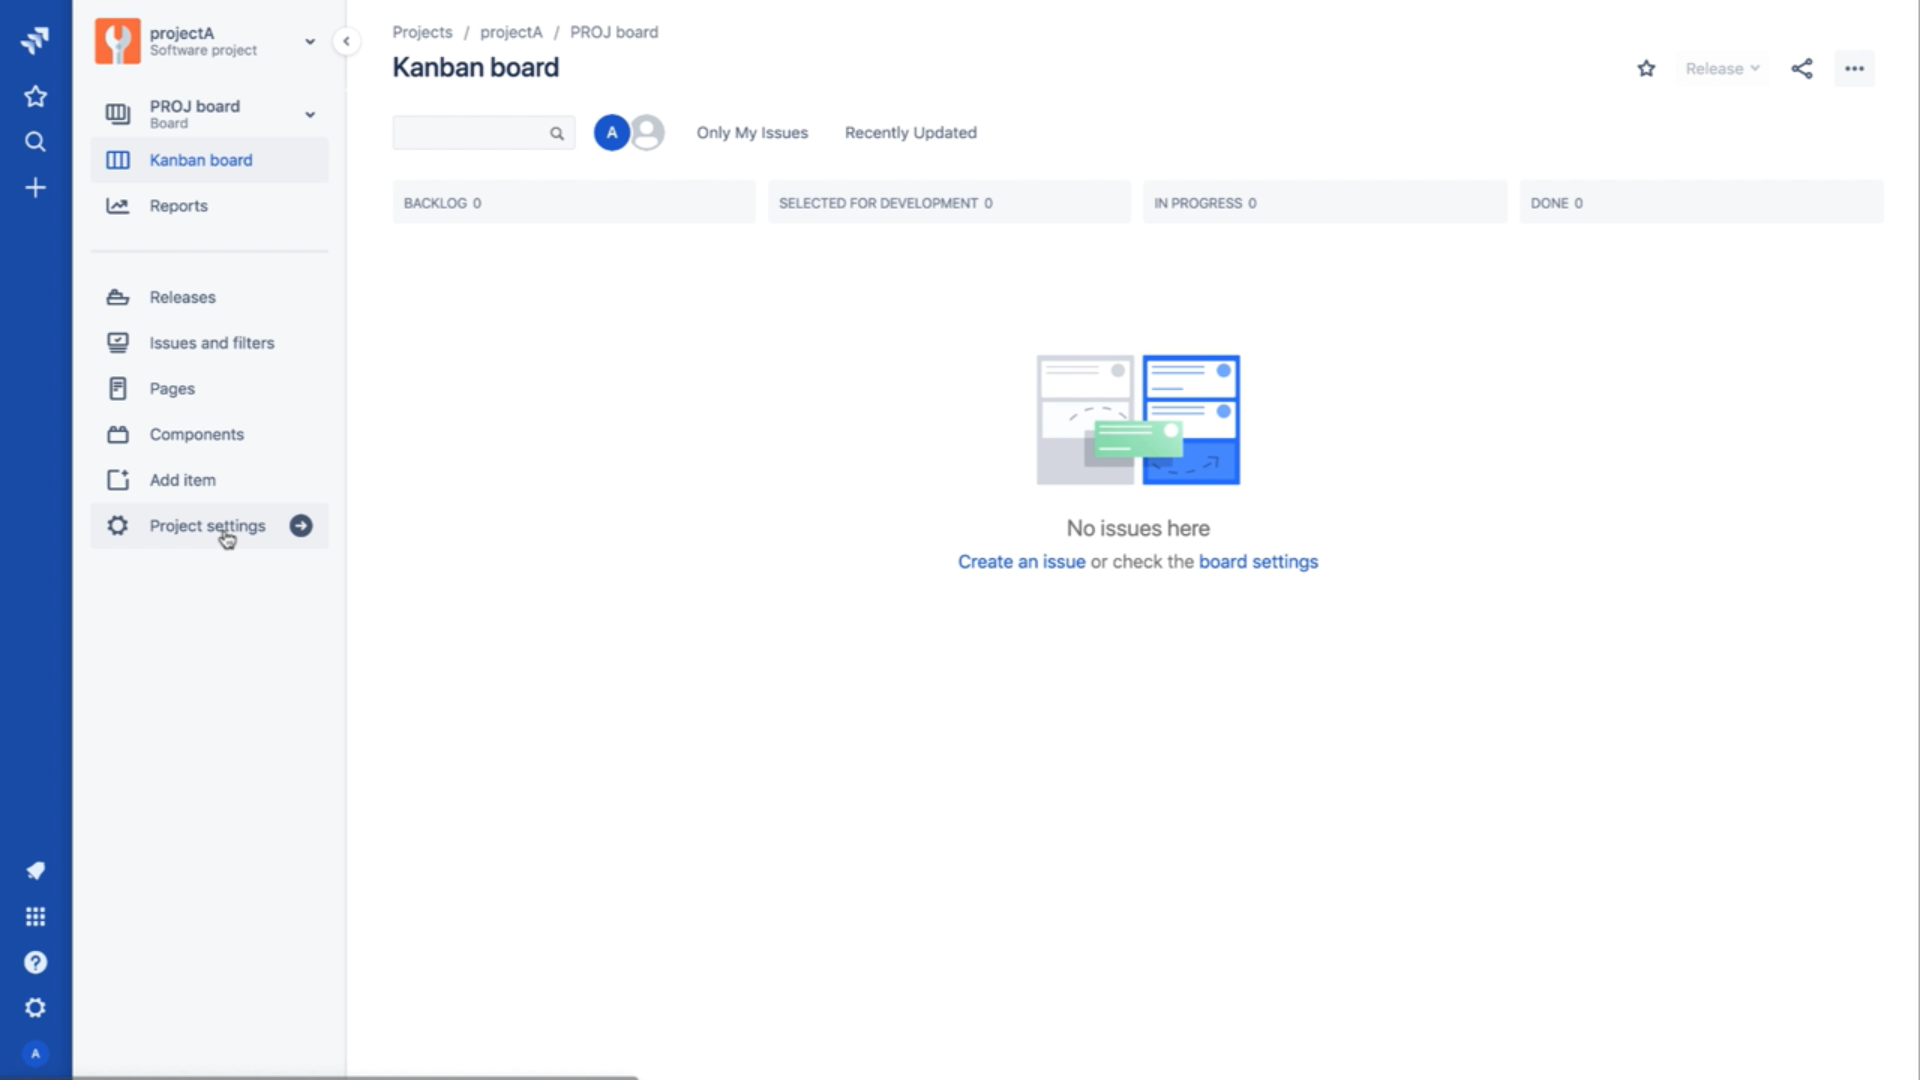 projectA
Software project
PROJ board
Board
Kanban board
Reports
Releases
Issues and filters
Pages
Components
Add item
Project settings
A
Projects / projectA / PROJ board
Kanban board
Release
A
Only My Issues
Recently Updated
BACKLOG 0
SELECTED FOR DEVELOPMENT 0
IN PROGRESS 0
DONE 0
No issues here
Create an issue or check the board settings